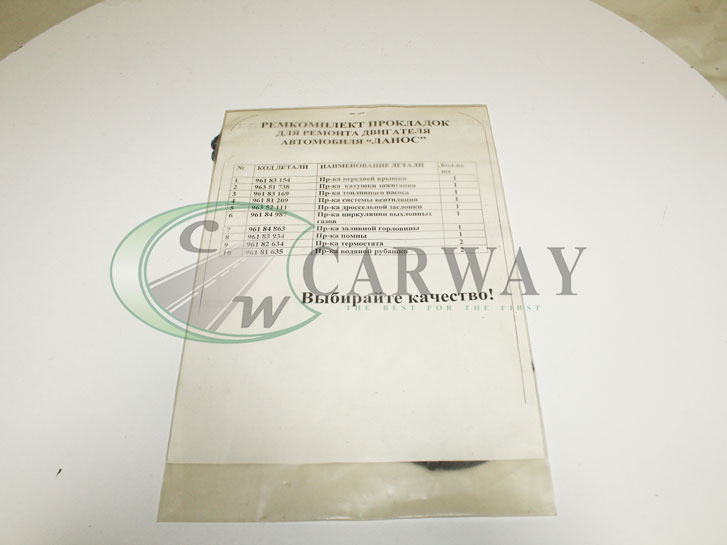 РЕМКОМПЛЕКТ ПРОКЛАДОК
ДЛЯ РЕМОНТА ДВИГАТЕЛЯ
АВТОМОБИЛЯ "ЛАНОС"
№ КОД ДЕТАЛИ НАИМЕНОВАНИЕ ДЕТАЛИ Кол-во
шт
1 961 83 154 Пр-ка передней крышки 1
2 963 51 738 Пр-ка катушки зажигания 1
3 961 83 169 Пр-ка топливного насоса 1
4 961 81 209 Пр-ка системы вентиляции 1
5 963 52 111 Пр-ка дроссельной заслонки 1
6 961 84 987 Пр-ка циркуляции выхлопных 1
газов
7 961 84 863 Пр-ка заливной горловины 1
8 961 83 934 Пр-ка помпы 1
9 961 82 634 Пр-ка термостата 2
10 961 81 635 Пр-ка водяной рубашки 2
CW CARWAY
THE BEST FOR THE FIRST
Выбирайте качество!